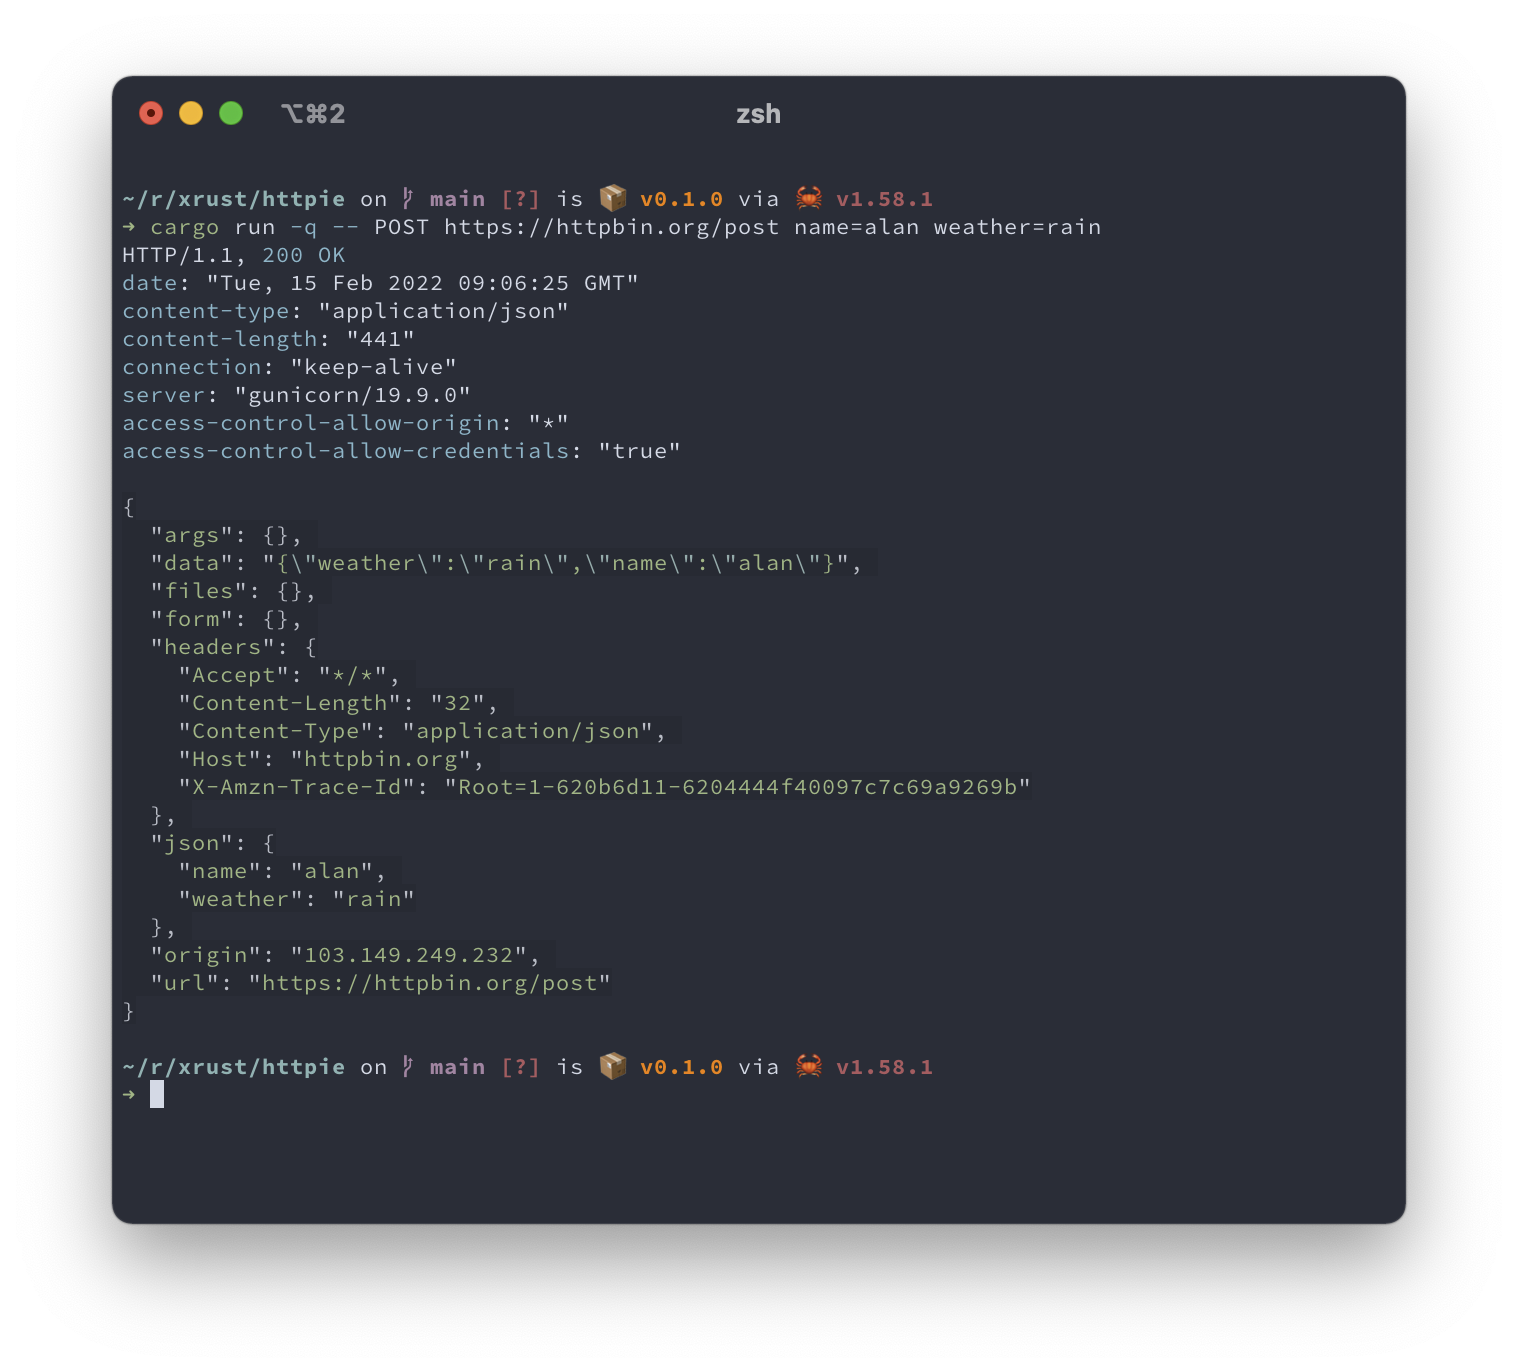 ⌥⌘2 zsh
~/r/xrust/httpie on main [?] is 📦 v0.1.0 via 🦀 v1.58.1
➜ cargo run -q -- POST https://httpbin.org/post name=alan weather=rain
HTTP/1.1, 200 OK
date: "Tue, 15 Feb 2022 09:06:25 GMT"
content-type: "application/json"
content-length: "441"
connection: "keep-alive"
server: "gunicorn/19.9.0"
access-control-allow-origin: "*"
access-control-allow-credentials: "true"

{
  "args": {},
  "data": "{\"weather\":\"rain\",\"name\":\"alan\"}",
  "files": {},
  "form": {},
  "headers": {
    "Accept": "*/*",
    "Content-Length": "32",
    "Content-Type": "application/json",
    "Host": "httpbin.org",
    "X-Amzn-Trace-Id": "Root=1-620b6d11-6204444f40097c7c69a9269b"
  },
  "json": {
    "name": "alan",
    "weather": "rain"
  },
  "origin": "103.149.249.232",
  "url": "https://httpbin.org/post"
}

~/r/xrust/httpie on main [?] is 📦 v0.1.0 via 🦀 v1.58.1
➜